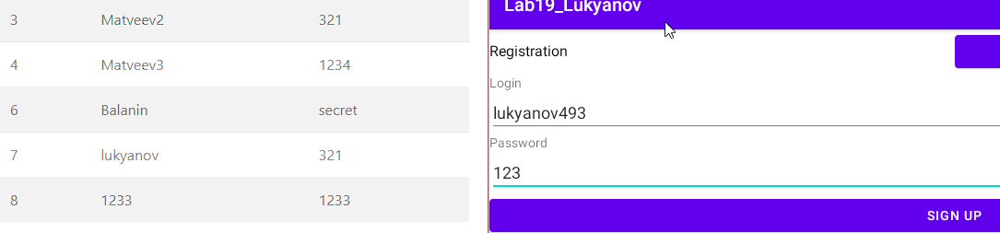 3 Matveev2 321
4 Matveev3 1234
6 Balanin secret
7 lukyanov 321
8 1233 1233
Lab19_Lukyanov
Registration
Login
lukyanov493
Password
123
SIGN UP